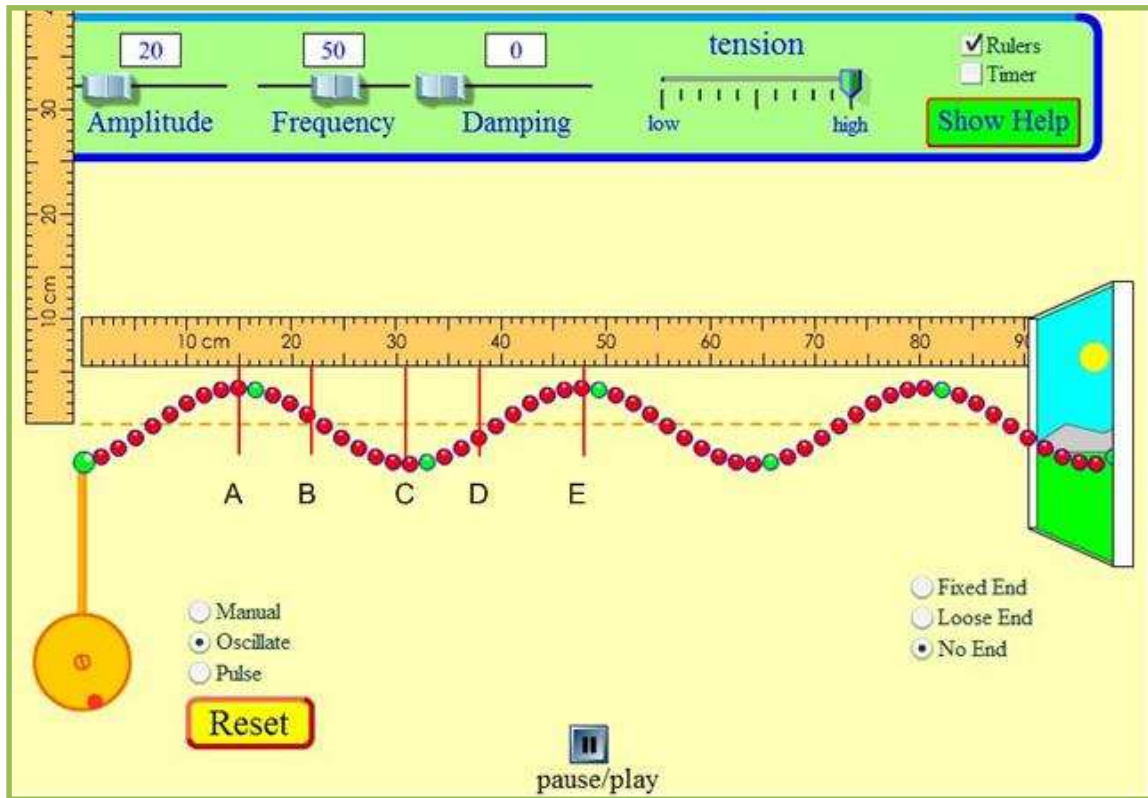 20
50
0
tension
Rulers
Timer
Amplitude
Frequency
Damping
low
high
Show Help
30
20
10 cm
10 cm
20
30
40
50
60
70
80
A
B
C
D
E
Manual
Oscillate
Pulse
Fixed End
Loose End
No End
Reset
pause/play